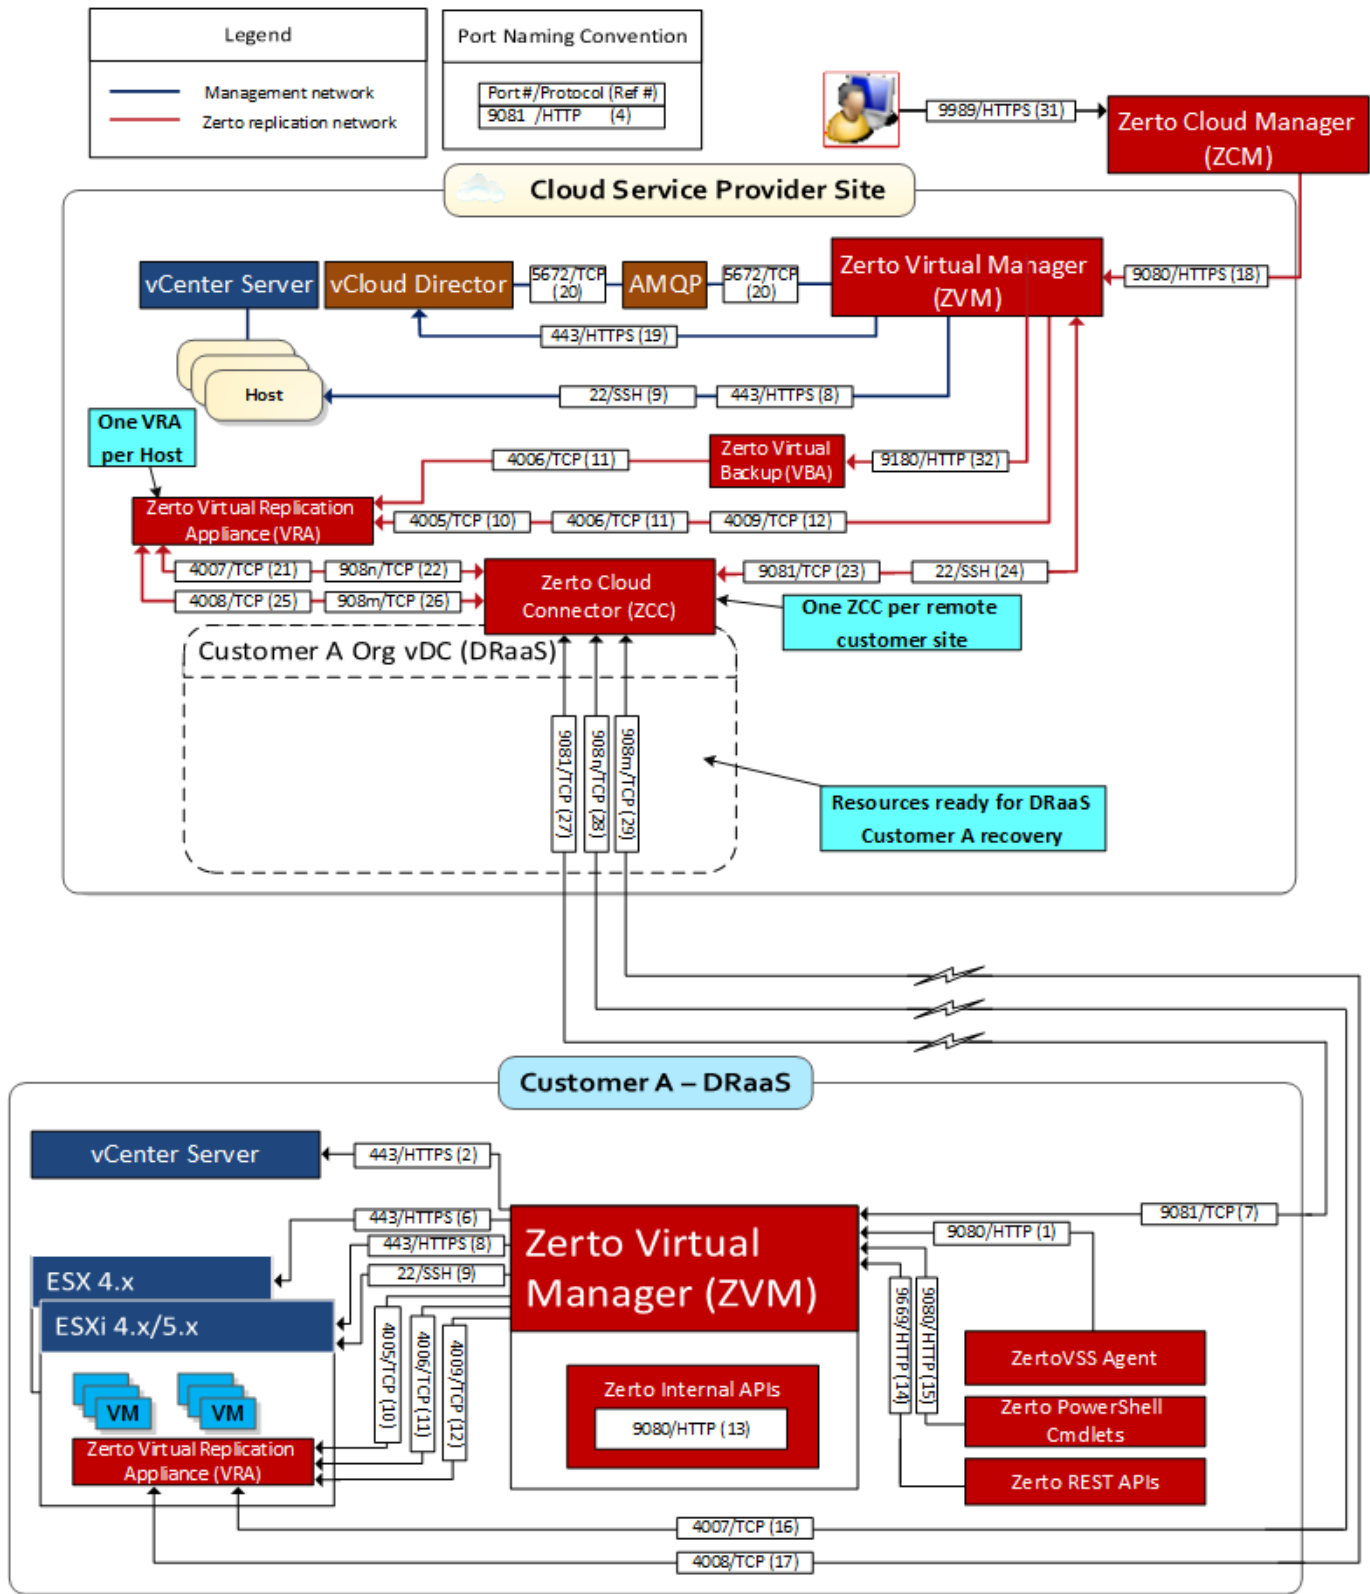 Legend
Management network
Zerto replication network
Port Naming Convention
Port#/Protocol (Ref #)
9081 /HTTP (4)
9989/HTTPS (31)
Zerto Cloud Manager
(ZCM)
Cloud Service Provider Site
vCenter Server
vCloud Director
5672/TCP
(20)
AMQP
5672/TCP
(20)
Zerto Virtual Manager
(ZVM)
9080/HTTPS (18)
443/HTTPS (19)
Host
22/SSH (9)
443/HTTPS (8)
One VRA
per Host
4006/TCP (11)
Zerto Virtual
Backup (VBA)
9180/HTTP (32)
Zerto Virtual Replication
Appliance (VRA)
4005/TCP (10)
4006/TCP (11)
4009/TCP (12)
4007/TCP (21)
908n/TCP (22)
4008/TCP (25)
908m/TCP (26)
Zerto Cloud
Connector (ZCC)
9081/TCP (23)
22/SSH (24)
One ZCC per remote
customer site
Customer A Org vDC (DRaaS)
9081/TCP (27)
908n/TCP (28)
908m/TCP (29)
Resources ready for DRaaS
Customer A recovery
Customer A – DRaaS
vCenter Server
443/HTTPS (2)
443/HTTPS (6)
443/HTTPS (8)
22/SSH (9)
ESX 4.x
ESXi 4.x/5.x
VM
VM
Zerto Virtual Replication
Appliance (VRA)
4005/TCP (10)
4006/TCP (11)
4009/TCP (12)
Zerto Virtual
Manager (ZVM)
Zerto Internal APIs
9080/HTTP (13)
9081/TCP (7)
9080/HTTP (1)
9669/HTTP (14)
9080/HTTP (15)
ZertoVSS Agent
Zerto PowerShell
Cmdlets
Zerto REST APIs
4007/TCP (16)
4008/TCP (17)